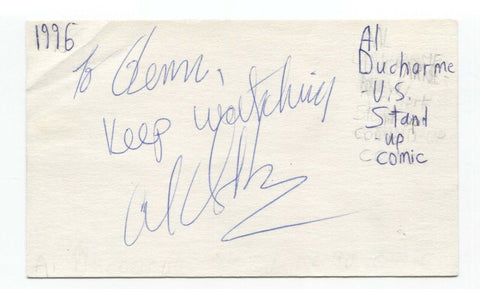 1996
To Glenn,
Keep watching
Al
Ducharme
U.S.
Stand
-up
comic